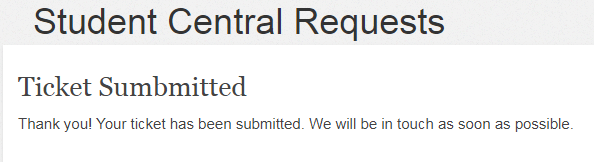 Student Central Requests
Ticket Sumbmitted
Thank you! Your ticket has been submitted. We will be in touch as soon as possible.